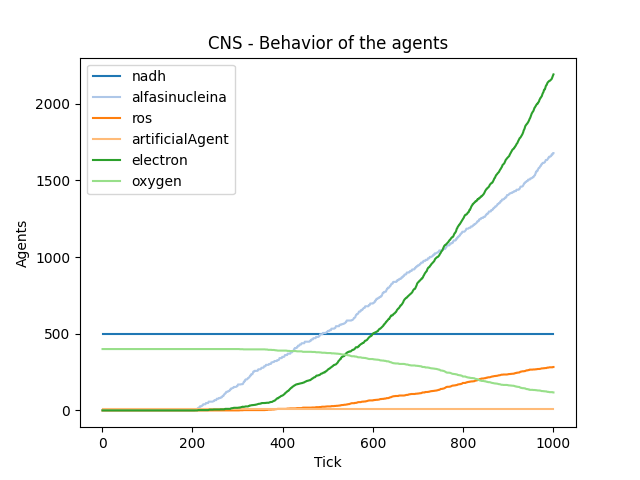 CNS - Behavior of the agents
nadh
alfasinucleina
ros
artificialAgent
electron
oxygen
2000
1500
1000
500
0
Agents
0 200 400 600 800 1000
Tick